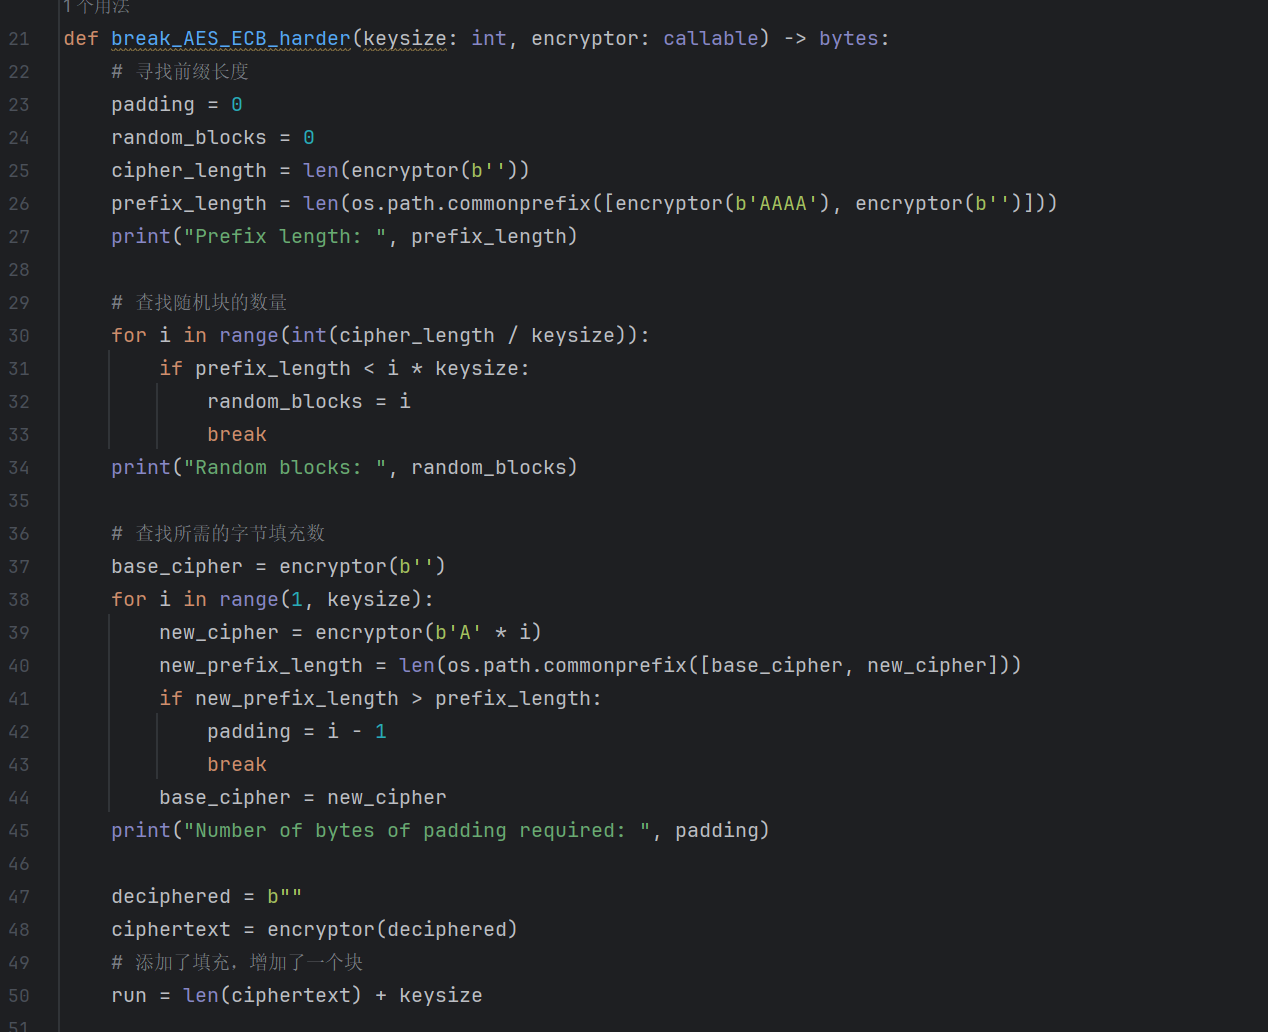 1 个用法
21 def break_AES_ECB_harder(keysize: int, encryptor: callable) -> bytes:
22     # 寻找前缀长度
23     padding = 0
24     random_blocks = 0
25     cipher_length = len(encryptor(b''))
26     prefix_length = len(os.path.commonprefix([encryptor(b'AAAA'), encryptor(b'')]))
27     print("Prefix length: ", prefix_length)
28
29     # 查找随机块的数量
30     for i in range(int(cipher_length / keysize)):
31         if prefix_length < i * keysize:
32             random_blocks = i
33             break
34     print("Random blocks: ", random_blocks)
35
36     # 查找所需的字节填充数
37     base_cipher = encryptor(b'')
38     for i in range(1, keysize):
39         new_cipher = encryptor(b'A' * i)
40         new_prefix_length = len(os.path.commonprefix([base_cipher, new_cipher]))
41         if new_prefix_length > prefix_length:
42             padding = i - 1
43             break
44         base_cipher = new_cipher
45     print("Number of bytes of padding required: ", padding)
46
47     deciphered = b""
48     ciphertext = encryptor(deciphered)
49     # 添加了填充，增加了一个块
50     run = len(ciphertext) + keysize
51